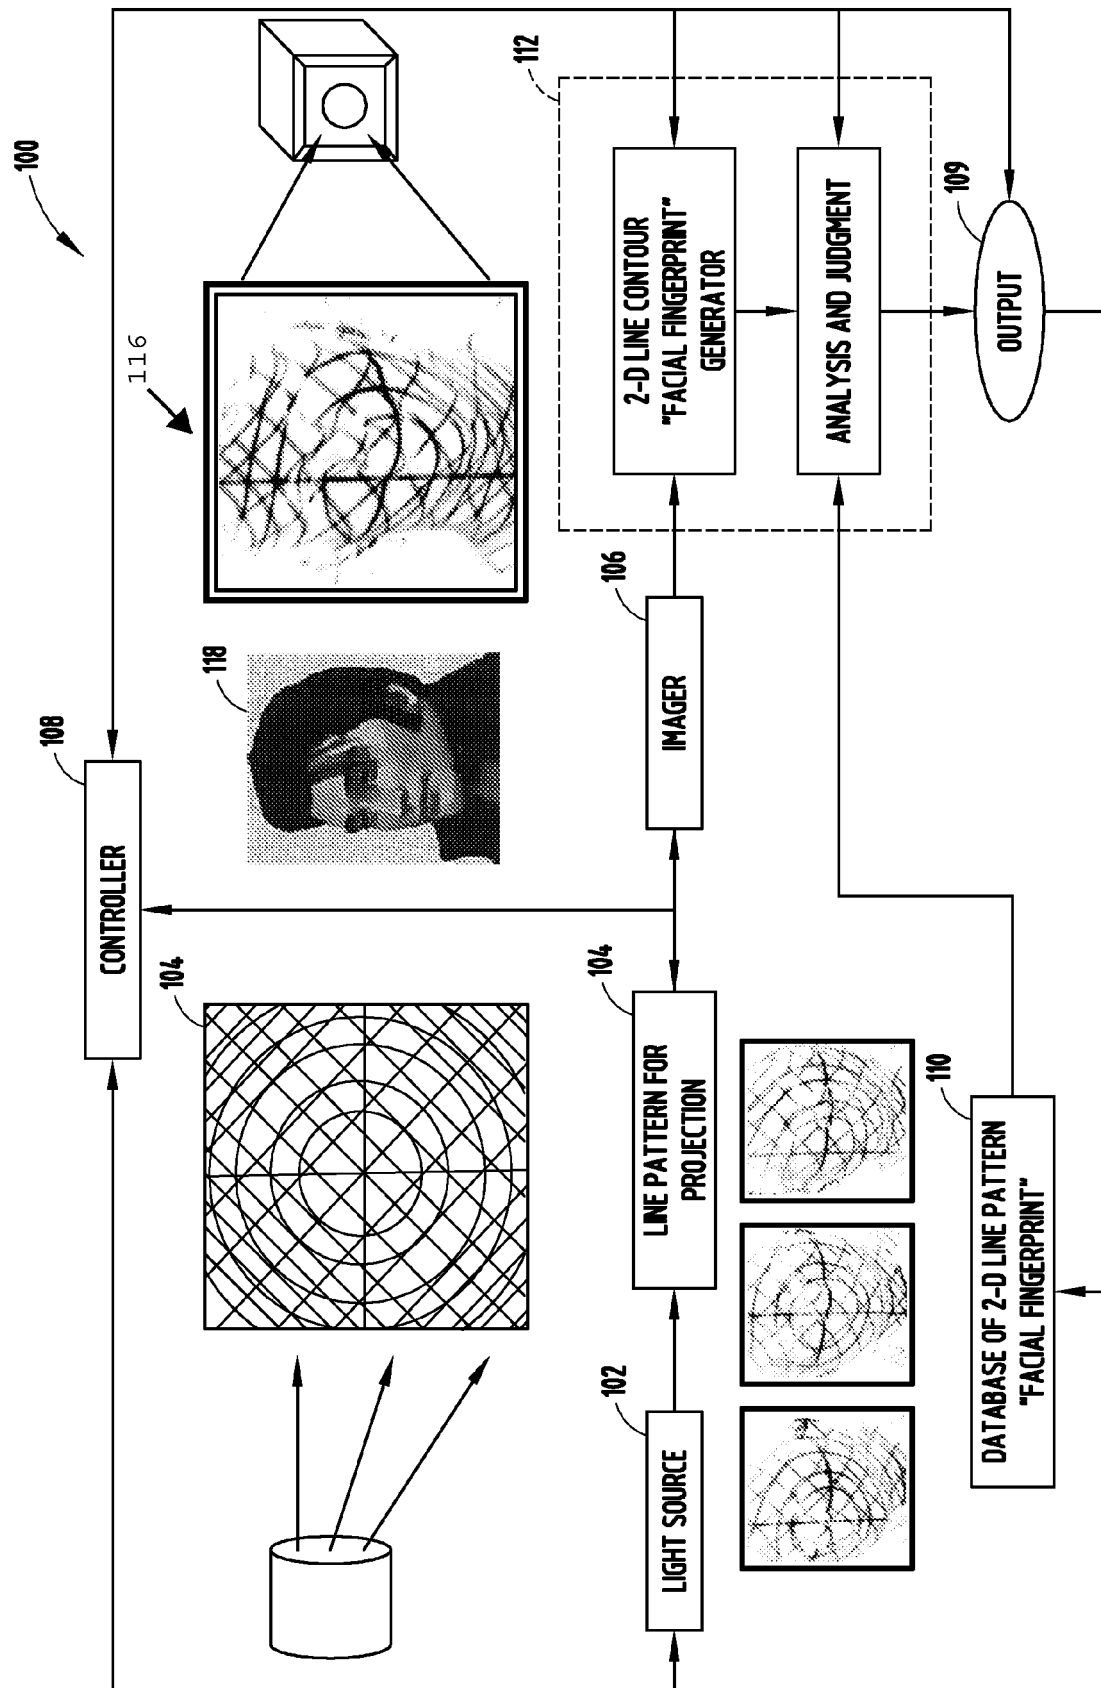 100
108
CONTROLLER
104
118
116
102
LIGHT SOURCE
104
LINE PATTERN FOR
PROJECTION
106
IMAGER
112
2-D LINE CONTOUR
"FACIAL FINGERPRINT"
GENERATOR
ANALYSIS AND JUDGMENT
110
DATABASE OF 2-D LINE PATTERN
"FACIAL FINGERPRINT"
109
OUTPUT